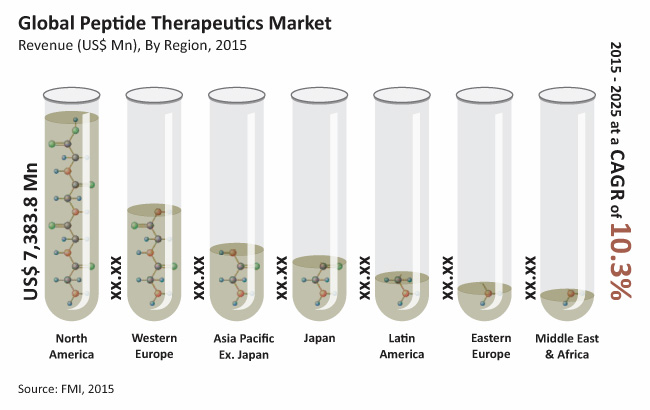 Global Peptide Therapeutics Market
Revenue (US$ Mn), By Region, 2015
2015 - 2025 at a CAGR of 10.3%
US$ 7,383.8 Mn
XX.XX
XX.XX
XX.XX
XX.XX
XX.XX
XX.XX
North
America
Western
Europe
Asia Pacific
Ex. Japan
Japan
Latin
America
Eastern
Europe
Middle East
& Africa
Source: FMI, 2015